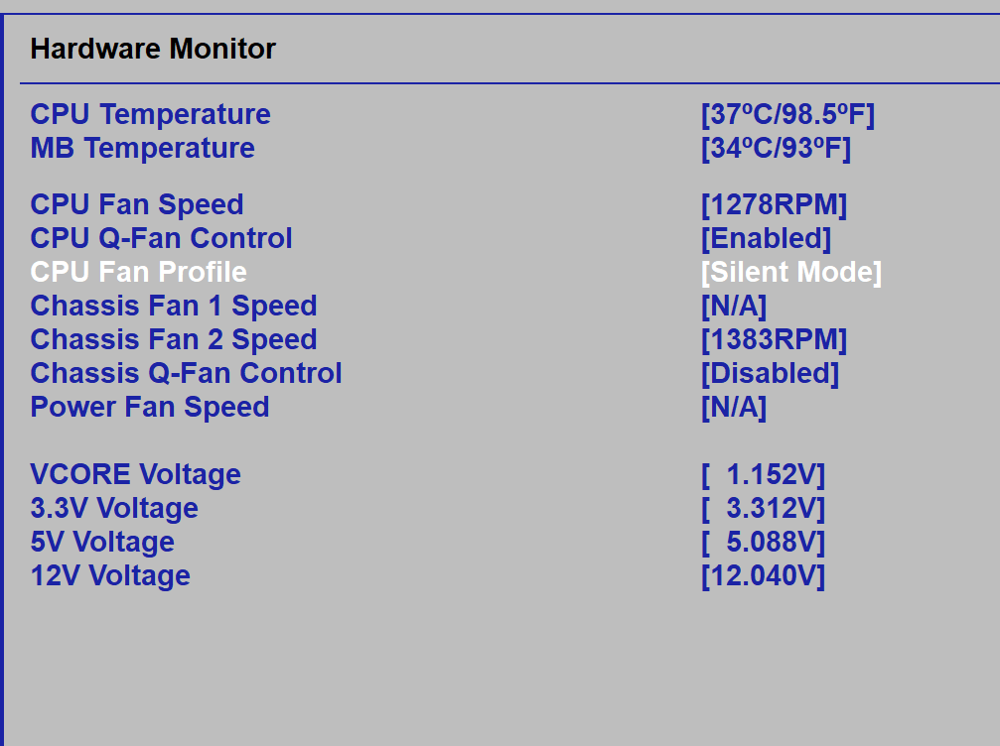 Hardware Monitor
CPU Temperature [37ºC/98.5ºF]
MB Temperature [34ºC/93ºF]
CPU Fan Speed [1278RPM]
CPU Q-Fan Control [Enabled]
CPU Fan Profile [Silent Mode]
Chassis Fan 1 Speed [N/A]
Chassis Fan 2 Speed [1383RPM]
Chassis Q-Fan Control [Disabled]
Power Fan Speed [N/A]
VCORE Voltage [ 1.152V]
3.3V Voltage [ 3.312V]
5V Voltage [ 5.088V]
12V Voltage [12.040V]